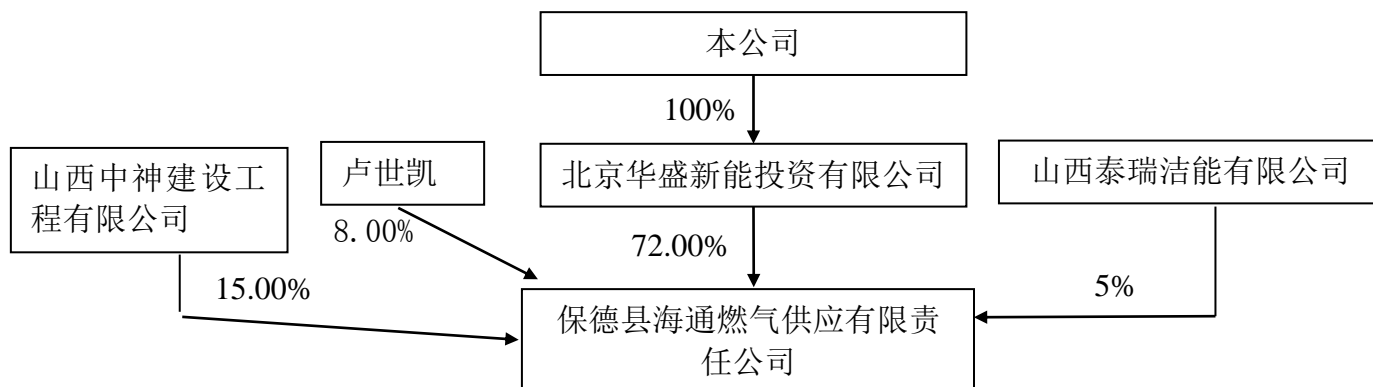 本公司
100%
山西中神建设工
程有限公司
卢世凯
北京华盛新能投资有限公司
山西泰瑞洁能有限公司
8.00%
72.00%
15.00%
5%
保德县海通燃气供应有限责
任公司